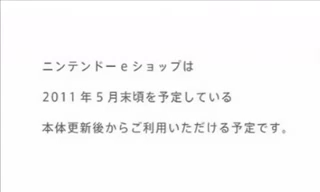 ニンテンドーeショップは
2011年5月末頃を予定している
本体更新後からご利用いただける予定です。